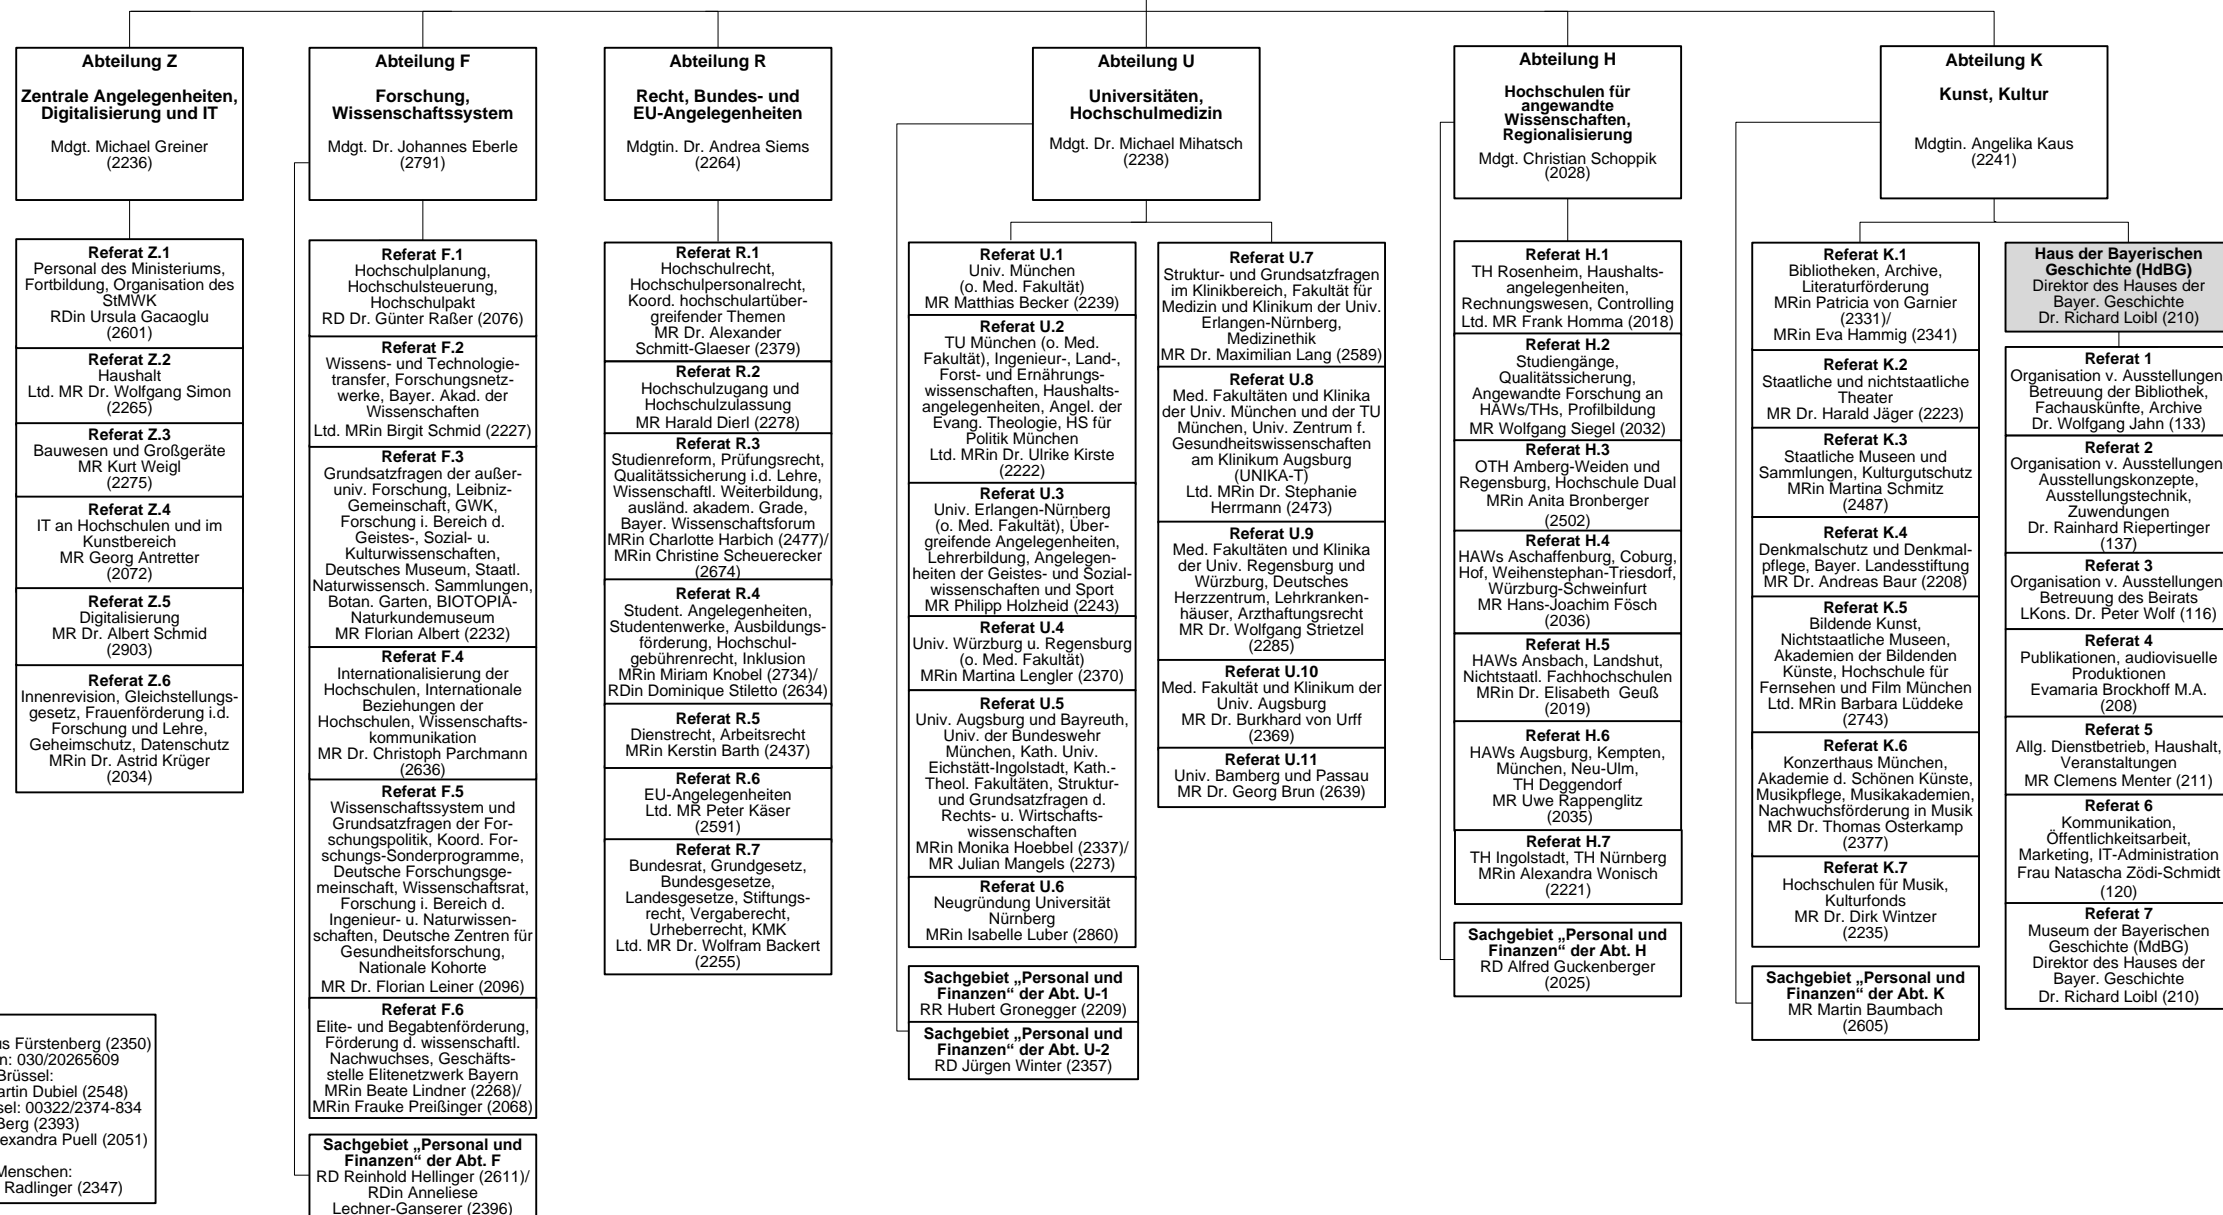 Abteilung Z
Zentrale Angelegenheiten,
Digitalisierung und IT
Mdgt. Michael Greiner
(2236)
Referat Z.1
Personal des Ministeriums,
Fortbildung, Organisation des
StMWK
RDin Ursula Gacaoglu
(2601)
Referat Z.2
Haushalt
Ltd. MR Dr. Wolfgang Simon
(2265)
Referat Z.3
Bauwesen und Großgeräte
MR Kurt Weigl
(2275)
Referat Z.4
IT an Hochschulen und im
Kunstbereich
MR Georg Antretter
(2072)
Referat Z.5
Digitalisierung
MR Dr. Albert Schmid
(2903)
Referat Z.6
Innenrevision, Gleichstellungs-
gesetz, Frauenförderung i.d.
Forschung und Lehre,
Geheimschutz, Datenschutz
MRin Dr. Astrid Krüger
(2034)
us Fürstenberg (2350)
n: 030/20265609
Brüssel:
artin Dubiel (2548)
sel: 00322/2374-834
Berg (2393)
exandra Puell (2051)
Menschen:
Radlinger (2347)
Abteilung F
Forschung,
Wissenschaftssystem
Mdgt. Dr. Johannes Eberle
(2791)
Referat F.1
Hochschulplanung,
Hochschulsteuerung,
Hochschulpakt
RD Dr. Günter Raßer (2076)
Referat F.2
Wissens- und Technologie-
transfer, Forschungsnetz-
werke, Bayer. Akad. der
Wissenschaften
Ltd. MRin Birgit Schmid (2227)
Referat F.3
Grundsatzfragen der außer-
univ. Forschung, Leibniz-
Gemeinschaft, GWK,
Forschung i. Bereich d.
Geistes-, Sozial- u.
Kulturwissenschaften,
Deutsches Museum, Staatl.
Naturwissensch. Sammlungen,
Botan. Garten, BIOTOPIA-
Naturkundemuseum
MR Florian Albert (2232)
Referat F.4
Internationalisierung der
Hochschulen, Internationale
Beziehungen der
Hochschulen, Wissenschafts-
kommunikation
MR Dr. Christoph Parchmann
(2636)
Referat F.5
Wissenschaftssystem und
Grundsatzfragen der For-
schungspolitik, Koord. For-
schungs-Sonderprogramme,
Deutsche Forschungsge-
meinschaft, Wissenschaftsrat,
Forschung i. Bereich d.
Ingenieur- u. Naturwissen-
schaften, Deutsche Zentren für
Gesundheitsforschung,
Nationale Kohorte
MR Dr. Florian Leiner (2096)
Referat F.6
Elite- und Begabtenförderung,
Förderung d. wissenschaftl.
Nachwuchses, Geschäfts-
stelle Elitenetzwerk Bayern
MRin Beate Lindner (2268)/
MRin Frauke Preißinger (2068)
Sachgebiet „Personal und
Finanzen“ der Abt. F
RD Reinhold Hellinger (2611)/
RDin Anneliese
Lechner-Ganserer (2396)
Abteilung R
Recht, Bundes- und
EU-Angelegenheiten
Mdgtin. Dr. Andrea Siems
(2264)
Referat R.1
Hochschulrecht,
Hochschulpersonalrecht,
Koord. hochschulartüber-
greifender Themen
MR Dr. Alexander
Schmitt-Glaeser (2379)
Referat R.2
Hochschulzugang und
Hochschulzulassung
MR Harald Dierl (2278)
Referat R.3
Studienreform, Prüfungsrecht,
Qualitätssicherung i.d. Lehre,
Wissenschaftl. Weiterbildung,
ausländ. akadem. Grade,
Bayer. Wissenschaftsforum
MRin Charlotte Harbich (2477)/
MRin Christine Scheuerecker
(2674)
Referat R.4
Student. Angelegenheiten,
Studentenwerke, Ausbildungs-
förderung, Hochschul-
gebührenrecht, Inklusion
MRin Miriam Knobel (2734)/
RDin Dominique Stiletto (2634)
Referat R.5
Dienstrecht, Arbeitsrecht
MRin Kerstin Barth (2437)
Referat R.6
EU-Angelegenheiten
Ltd. MR Peter Käser
(2591)
Referat R.7
Bundesrat, Grundgesetz,
Bundesgesetze,
Landesgesetze, Stiftungs-
recht, Vergaberecht,
Urheberrecht, KMK
Ltd. MR Dr. Wolfram Backert
(2255)
Abteilung U
Universitäten,
Hochschulmedizin
Mdgt. Dr. Michael Mihatsch
(2238)
Referat U.1
Univ. München
(o. Med. Fakultät)
MR Matthias Becker (2239)
Referat U.2
TU München (o. Med.
Fakultät), Ingenieur-, Land-,
Forst- und Ernährungs-
wissenschaften, Haushalts-
angelegenheiten, Angel. der
Evang. Theologie, HS für
Politik München
Ltd. MRin Dr. Ulrike Kirste
(2222)
Referat U.3
Univ. Erlangen-Nürnberg
(o. Med. Fakultät), Über-
greifende Angelegenheiten,
Lehrerbildung, Angelegen-
heiten der Geistes- und Sozial-
wissenschaften und Sport
MR Philipp Holzheid (2243)
Referat U.4
Univ. Würzburg u. Regensburg
(o. Med. Fakultät)
MRin Martina Lengler (2370)
Referat U.5
Univ. Augsburg und Bayreuth,
Univ. der Bundeswehr
München, Kath. Univ.
Eichstätt-Ingolstadt, Kath.-
Theol. Fakultäten, Struktur-
und Grundsatzfragen d.
Rechts- u. Wirtschafts-
wissenschaften
MRin Monika Hoebbel (2337)/
MR Julian Mangels (2273)
Referat U.6
Neugründung Universität
Nürnberg
MRin Isabelle Luber (2860)
Sachgebiet „Personal und
Finanzen“ der Abt. U-1
RR Hubert Gronegger (2209)
Sachgebiet „Personal und
Finanzen“ der Abt. U-2
RD Jürgen Winter (2357)
Referat U.7
Struktur- und Grundsatzfragen
im Klinikbereich, Fakultät für
Medizin und Klinikum der Univ.
Erlangen-Nürnberg,
Medizinethik
MR Dr. Maximilian Lang (2589)
Referat U.8
Med. Fakultäten und Klinika
der Univ. München und der TU
München, Univ. Zentrum f.
Gesundheitswissenschaften
am Klinikum Augsburg
(UNIKA-T)
Ltd. MRin Dr. Stephanie
Herrmann (2473)
Referat U.9
Med. Fakultäten und Klinika
der Univ. Regensburg und
Würzburg, Deutsches
Herzzentrum, Lehrkranken-
häuser, Arzthaftungsrecht
MR Dr. Wolfgang Strietzel
(2285)
Referat U.10
Med. Fakultät und Klinikum der
Univ. Augsburg
MR Dr. Burkhard von Urff
(2369)
Referat U.11
Univ. Bamberg und Passau
MR Dr. Georg Brun (2639)
Abteilung H
Hochschulen für
angewandte
Wissenschaften,
Regionalisierung
Mdgt. Christian Schoppik
(2028)
Referat H.1
TH Rosenheim, Haushalts-
angelegenheiten,
Rechnungswesen, Controlling
Ltd. MR Frank Homma (2018)
Referat H.2
Studiengänge,
Qualitätssicherung,
Angewandte Forschung an
HAWs/THs, Profilbildung
MR Wolfgang Siegel (2032)
Referat H.3
OTH Amberg-Weiden und
Regensburg, Hochschule Dual
MRin Anita Bronberger
(2502)
Referat H.4
HAWs Aschaffenburg, Coburg,
Hof, Weihenstephan-Triesdorf,
Würzburg-Schweinfurt
MR Hans-Joachim Fösch
(2036)
Referat H.5
HAWs Ansbach, Landshut,
Nichtstaatl. Fachhochschulen
MRin Dr. Elisabeth Geuß
(2019)
Referat H.6
HAWs Augsburg, Kempten,
München, Neu-Ulm,
TH Deggendorf
MR Uwe Rappenglitz
(2035)
Referat H.7
TH Ingolstadt, TH Nürnberg
MRin Alexandra Wonisch
(2221)
Sachgebiet „Personal und
Finanzen“ der Abt. H
RD Alfred Guckenberger
(2025)
Abteilung K
Kunst, Kultur
Mdgtin. Angelika Kaus
(2241)
Referat K.1
Bibliotheken, Archive,
Literaturförderung
MRin Patricia von Garnier
(2331)/
MRin Eva Hammig (2341)
Referat K.2
Staatliche und nichtstaatliche
Theater
MR Dr. Harald Jäger (2223)
Referat K.3
Staatliche Museen und
Sammlungen, Kulturgutschutz
MRin Martina Schmitz
(2487)
Referat K.4
Denkmalschutz und Denkmal-
pflege, Bayer. Landesstiftung
MR Dr. Andreas Baur (2208)
Referat K.5
Bildende Kunst,
Nichtstaatliche Museen,
Akademien der Bildenden
Künste, Hochschule für
Fernsehen und Film München
Ltd. MRin Barbara Lüddeke
(2743)
Referat K.6
Konzerthaus München,
Akademie d. Schönen Künste,
Musikpflege, Musikakademien,
Nachwuchsförderung in Musik
MR Dr. Thomas Osterkamp
(2377)
Referat K.7
Hochschulen für Musik,
Kulturfonds
MR Dr. Dirk Wintzer
(2235)
Sachgebiet „Personal und
Finanzen“ der Abt. K
MR Martin Baumbach
(2605)
Haus der Bayerischen
Geschichte (HdBG)
Direktor des Hauses der
Bayer. Geschichte
Dr. Richard Loibl (210)
Referat 1
Organisation v. Ausstellungen
Betreuung der Bibliothek,
Fachauskünfte, Archive
Dr. Wolfgang Jahn (133)
Referat 2
Organisation v. Ausstellungen
Ausstellungskonzepte,
Ausstellungstechnik,
Zuwendungen
Dr. Rainhard Riepertinger
(137)
Referat 3
Organisation v. Ausstellungen
Betreuung des Beirats
LKons. Dr. Peter Wolf (116)
Referat 4
Publikationen, audiovisuelle
Produktionen
Evamaria Brockhoff M.A.
(208)
Referat 5
Allg. Dienstbetrieb, Haushalt,
Veranstaltungen
MR Clemens Menter (211)
Referat 6
Kommunikation,
Öffentlichkeitsarbeit,
Marketing, IT-Administration
Frau Natascha Zödi-Schmidt
(120)
Referat 7
Museum der Bayerischen
Geschichte (MdBG)
Direktor des Hauses der
Bayer. Geschichte
Dr. Richard Loibl (210)